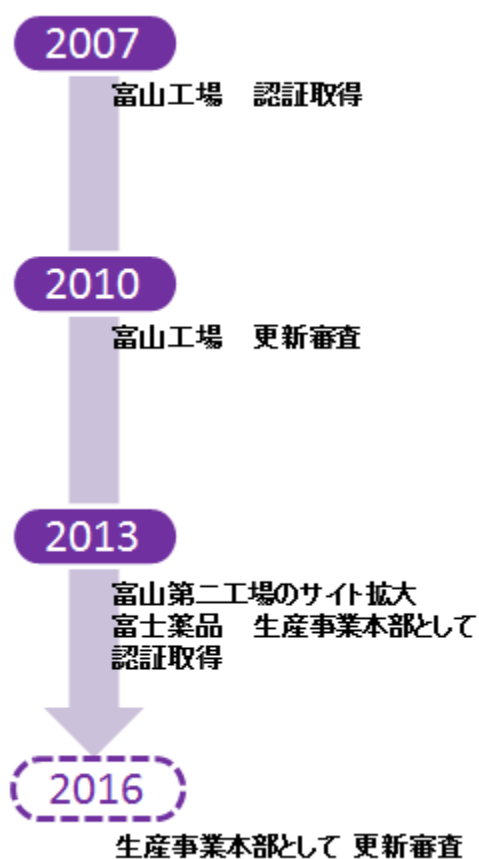 2007
富山工場　認証取得
2010
富山工場　更新審査
2013
富山第二工場のサイト拡大
富士薬品　生産事業本部として
認証取得
2016
生産事業本部として 更新審査